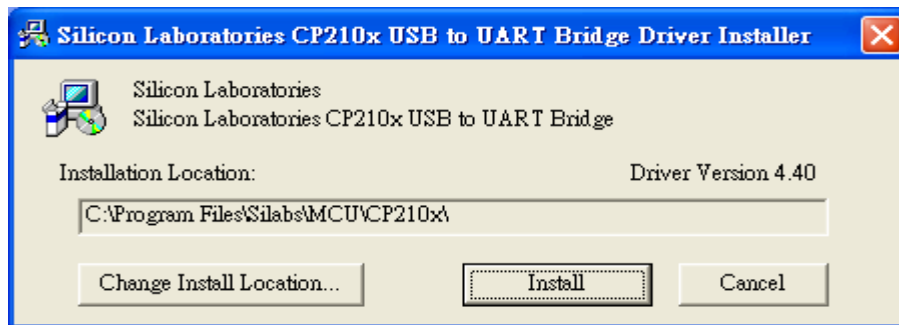 Silicon Laboratories CP210x USB to UART Bridge Driver Installer
Silicon Laboratories
Silicon Laboratories CP210x USB to UART Bridge
Installation Location:
Driver Version 4.40
C:\Program Files\Silabs\MCU\CP210x\
Change Install Location...
Install
Cancel